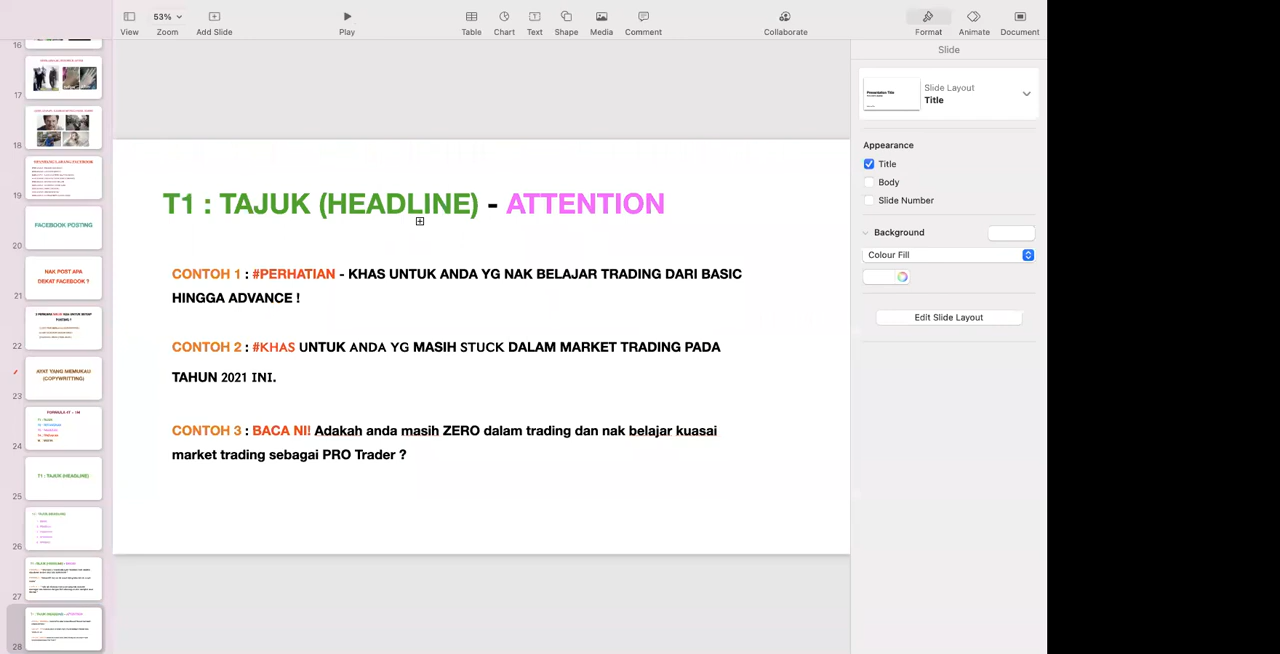 53%
View
Zoom
Add Slide
Play
Table
Chart
Text
Shape
Media
Comment
Collaborate
Format
Animate
Document
Slide
Slide Layout
Title
Appearance
Title
Body
Slide Number
Background
Colour Fill
Edit Slide Layout
16
17
18
19
FACEBOOK POSTING
20
NAK POST APA
DEKAT FACEBOOK ?
21
22
AYAT YANG MEMUKAU
(COPYWRITTING)
23
24
T1 : TAJUK (HEADLINE)
25
26
27
28
T1 : TAJUK (HEADLINE) - ATTENTION
CONTOH 1 : #PERHATIAN - KHAS UNTUK ANDA YG NAK BELAJAR TRADING DARI BASIC
HINGGA ADVANCE !
CONTOH 2 : #KHAS UNTUK ANDA YG MASIH STUCK DALAM MARKET TRADING PADA
TAHUN 2021 INI.
CONTOH 3 : BACA NI! Adakah anda masih ZERO dalam trading dan nak belajar kuasai
market trading sebagai PRO Trader ?